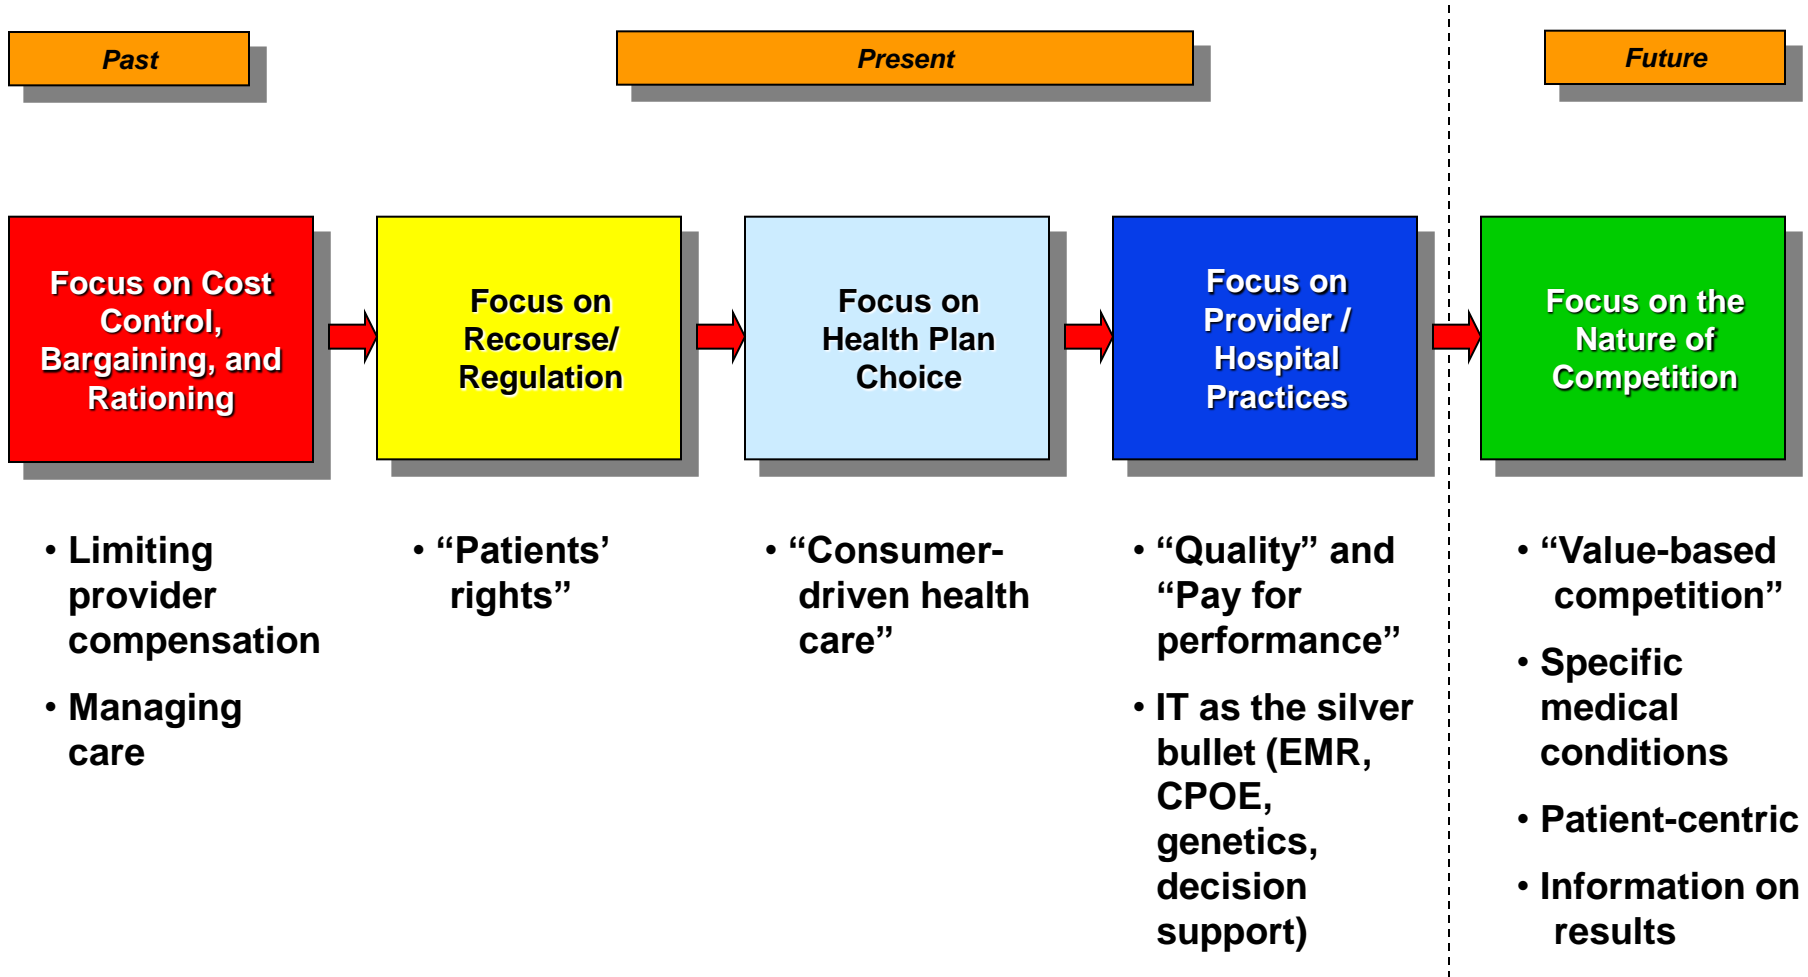 Past
Present
Future
Focus on Cost
Control,
Bargaining, and
Rationing
Focus on
Recourse/
Regulation
Focus on
Health Plan
Choice
Focus on
Provider /
Hospital
Practices
Focus on the
Nature of
Competition
• Limiting
provider
compensation
• Managing
care
• “Patients’
rights”
• “Consumer-
driven health
care”
• “Quality” and
“Pay for
performance”
• IT as the silver
bullet (EMR,
CPOE,
genetics,
decision
support)
• “Value-based
competition”
• Specific
medical
conditions
• Patient-centric
• Information on
results